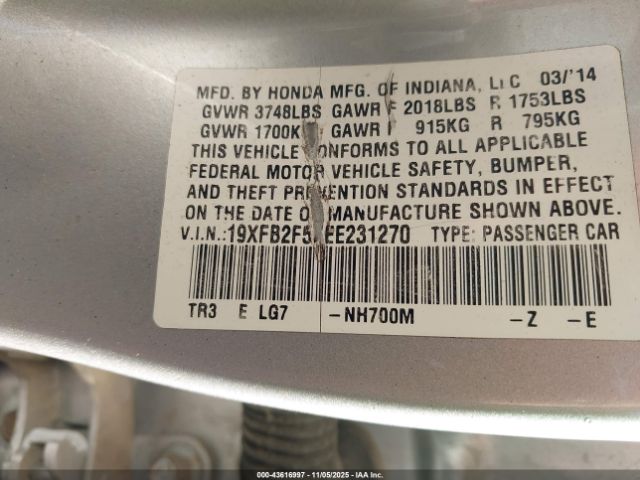 MFD. BY HONDA MFG. OF INDIANA, LLC 03/'14
GVWR 3748LBS GAWR F 2018LBS R 1753LBS
GVWR 1700K GAWR F 915KG R 795KG
THIS VEHICLE CONFORMS TO ALL APPLICABLE
FEDERAL MOTOR VEHICLE SAFETY, BUMPER,
AND THEFT PREVENTION STANDARDS IN EFFECT
ON THE DATE OF MANUFACTURE SHOWN ABOVE.
V.I.N.: TYPE: PASSENGER CAR
TR3 E LG7 -NH700M -Z -E
000-43616997 - 11/05/2025 - IAA Inc.